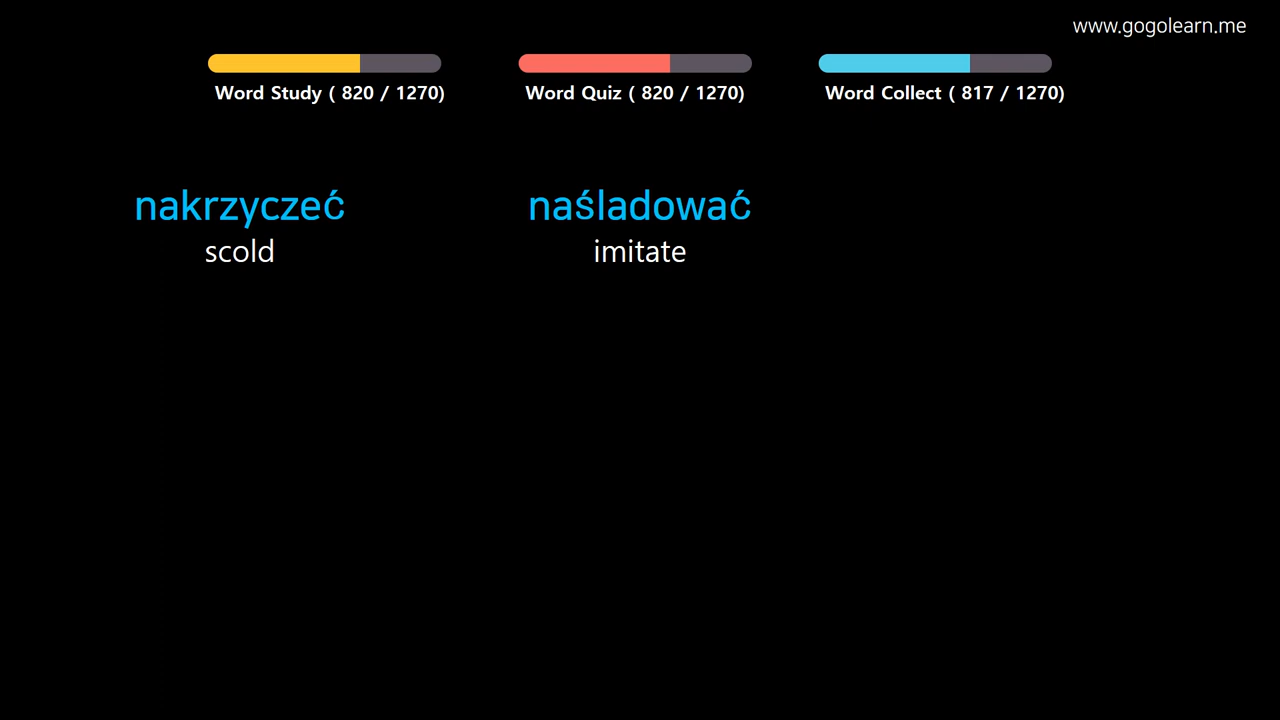 www.gogolearn.me
Word Study ( 820 / 1270)
Word Quiz ( 820 / 1270)
Word Collect ( 817 / 1270)
nakrzyczeć
scold
naśladować
imitate